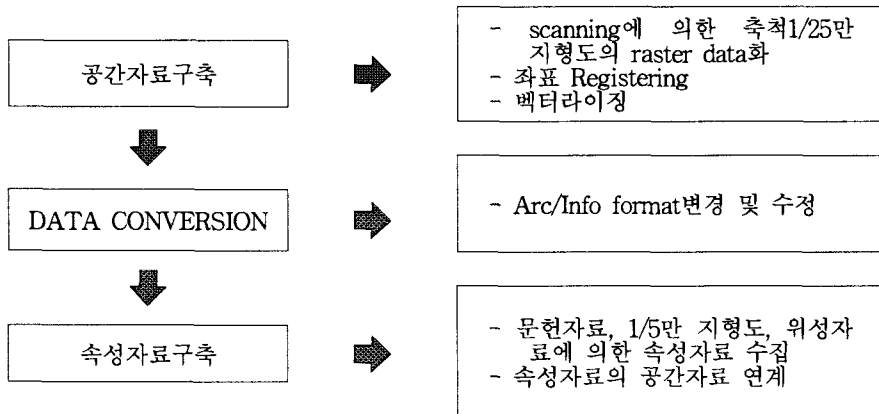 공간자료구축
- scanning에 의한 축척1/25만
지형도의 raster data화
- 좌표 Registering
- 벡터라이징
DATA CONVERSION
- Arc/Info format변경 및 수정
속성자료구축
- 문헌자료, 1/5만 지형도, 위성자
료에 의한 속성자료 수집
- 속성자료의 공간자료 연계